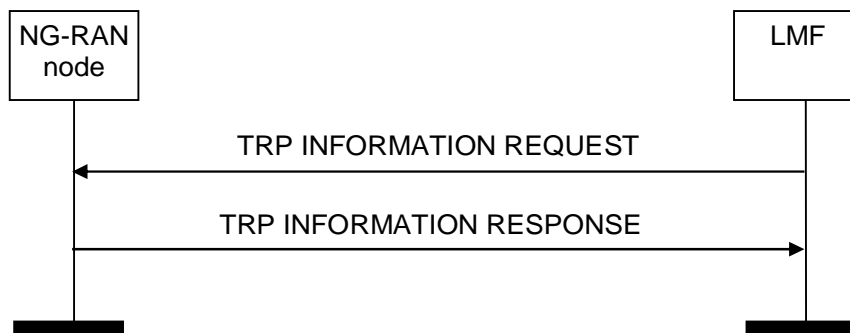 NG-RAN
node
LMF
TRP INFORMATION REQUEST
TRP INFORMATION RESPONSE